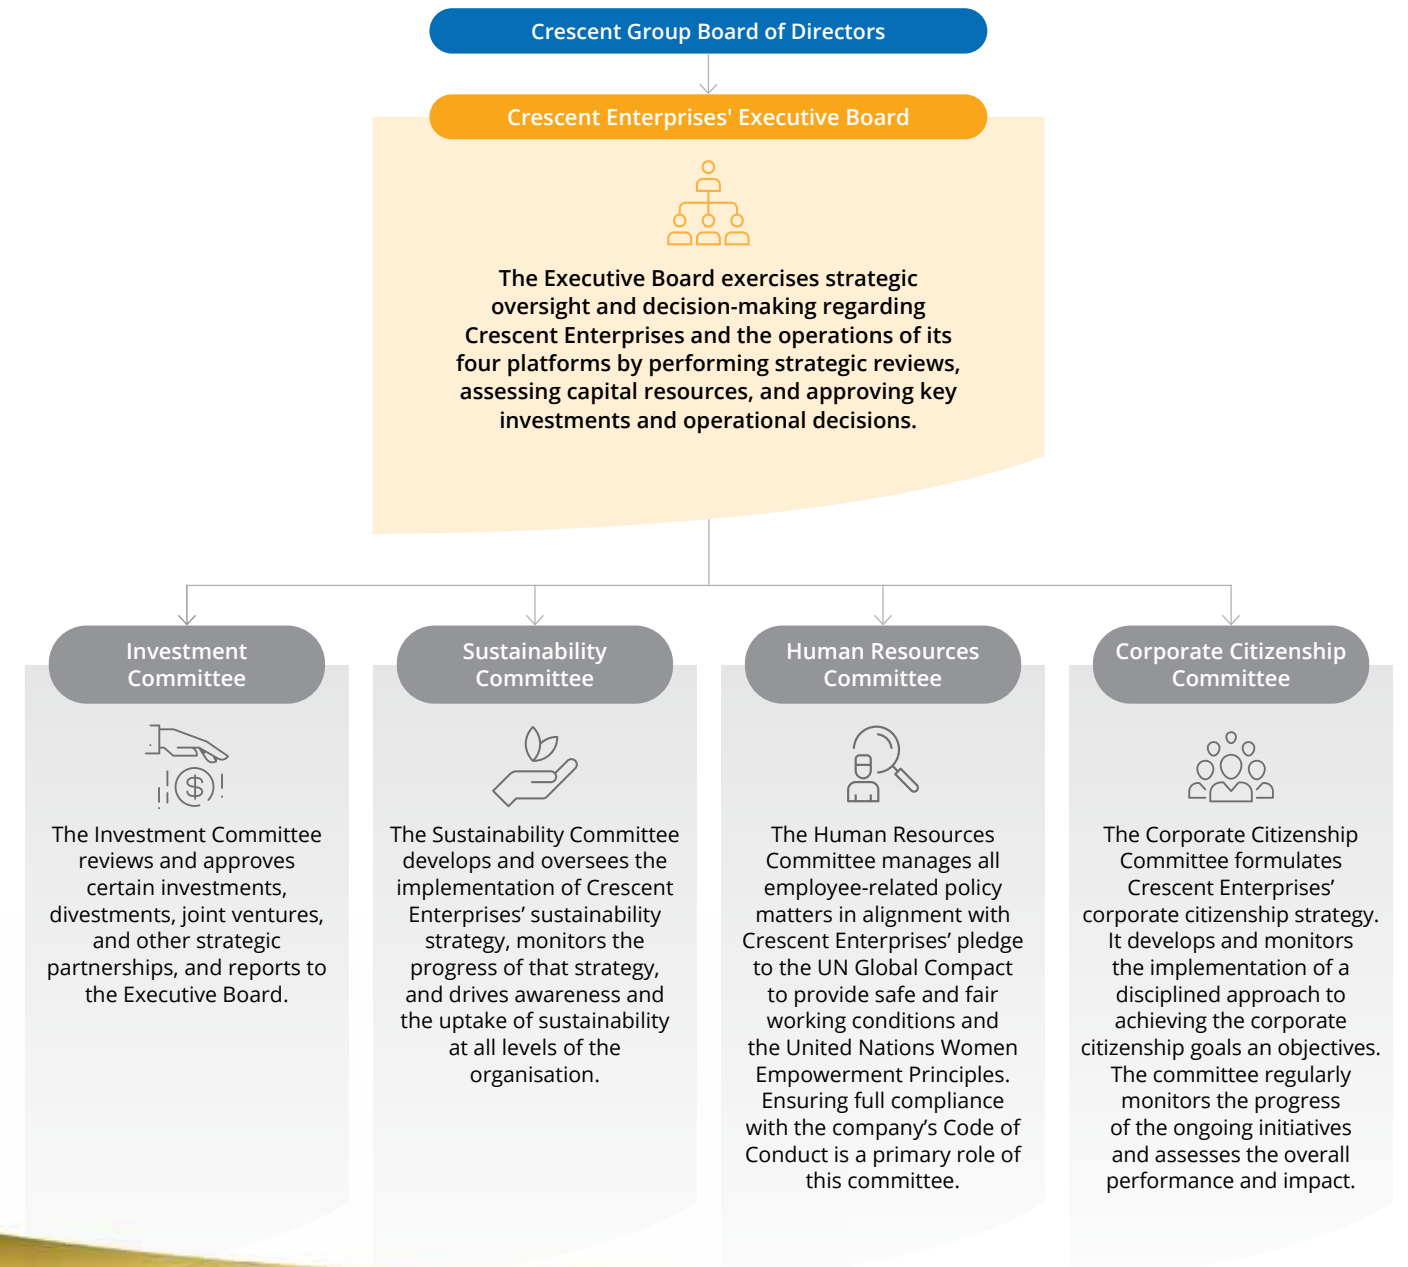 Crescent Group Board of Directors
Crescent Enterprises' Executive Board
The Executive Board exercises strategic
oversight and decision-making regarding
Crescent Enterprises and the operations of its
four platforms by performing strategic reviews,
assessing capital resources, and approving key
investments and operational decisions.
Investment
Committee
The Investment Committee
reviews and approves
certain investments,
divestments, joint ventures,
and other strategic
partnerships, and reports to
the Executive Board.
Sustainability
Committee
The Sustainability Committee
develops and oversees the
implementation of Crescent
Enterprises’ sustainability
strategy, monitors the
progress of that strategy,
and drives awareness and
the uptake of sustainability
at all levels of the
organisation.
Human Resources
Committee
The Human Resources
Committee manages all
employee-related policy
matters in alignment with
Crescent Enterprises’ pledge
to the UN Global Compact
to provide safe and fair
working conditions and
the United Nations Women
Empowerment Principles.
Ensuring full compliance
with the company’s Code of
Conduct is a primary role of
this committee.
Corporate Citizenship
Committee
The Corporate Citizenship
Committee formulates
Crescent Enterprises’
corporate citizenship strategy.
It develops and monitors
the implementation of a
disciplined approach to
achieving the corporate
citizenship goals an objectives.
The committee regularly
monitors the progress
of the ongoing initiatives
and assesses the overall
performance and impact.